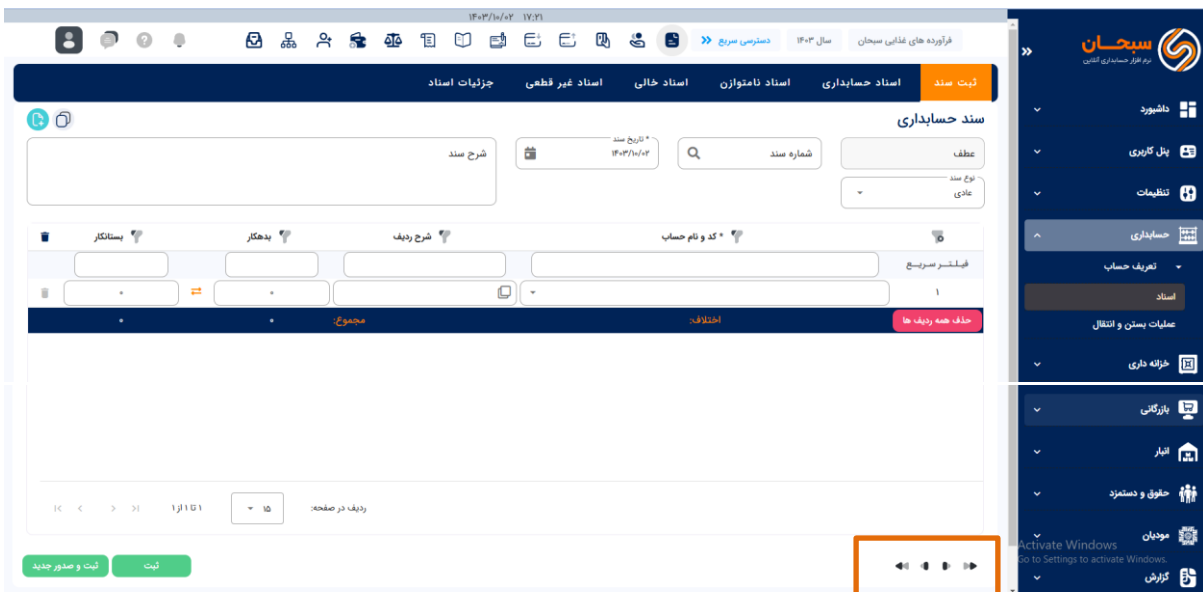 ۱۴۰۳/۱۰/۰۲ ۱۷:۲۱
سبحـــان
نرم افزار حسابداری آنلاین
فرآورده های غذایی سبحان
سال ۱۴۰۳
دسترسی سریع
ثبت سند
اسناد حسابداری
اسناد نامتوازن
اسناد خالی
اسناد غیر قطعی
جزئیات اسناد
سند حسابداری
عطف
شماره سند
* تاریخ سند
۱۴۰۳/۱۰/۰۲
شرح سند
نوع سند
عادی
* کد و نام حساب
شرح ردیف
بدهکار
بستانکار
فیـلـتــر سـریــع
۱ ۰ ۰
حذف همه ردیف ها
اختلاف:
مجموع:
۰ ۰
ردیف در صفحه:
۱۵
۱ تا ۱ از ۱
ثبت
ثبت و صدور جدید
داشبورد
پنل کاربری
تنظیمات
حسابداری
تعریف حساب
اسناد
عملیات بستن و انتقال
خزانه داری
بازرگانی
انبار
حقوق و دستمزد
مودیان
گزارش
Activate Windows
Go to Settings to activate Windows.